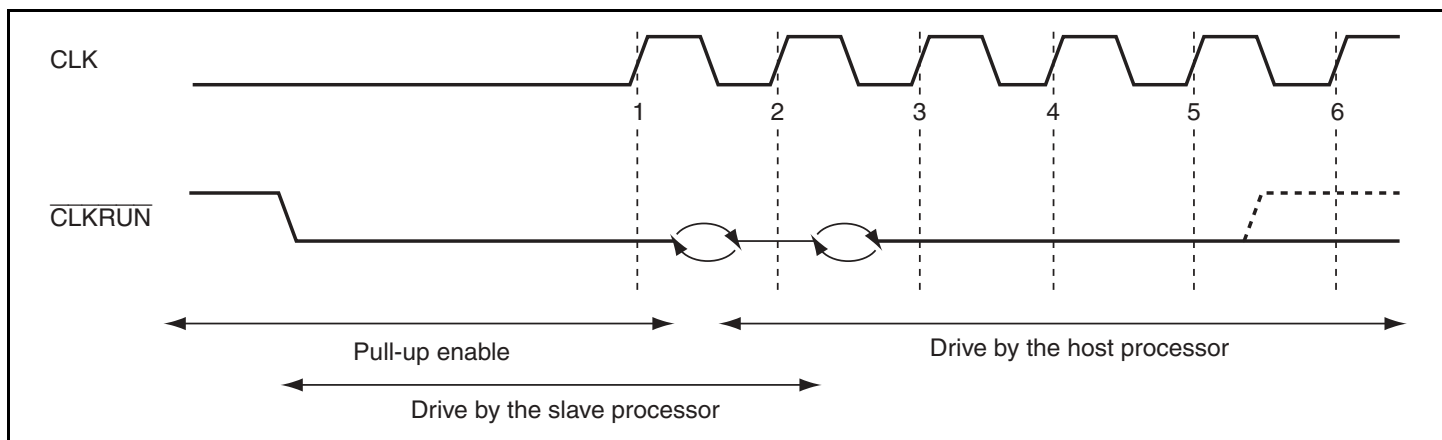 CLK
1 2 3 4 5 6
CLKRUN
Pull-up enable
Drive by the host processor
Drive by the slave processor